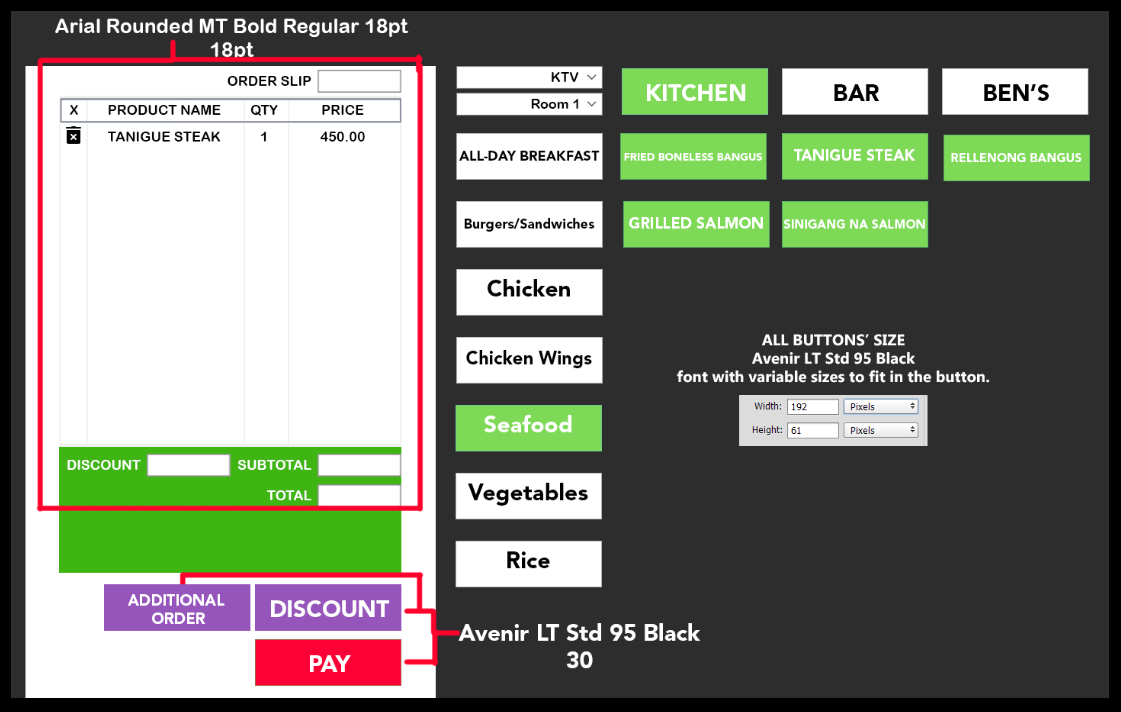 Arial Rounded MT Bold Regular 18pt
18pt
ORDER SLIP
X PRODUCT NAME QTY PRICE
TANIGUE STEAK 1 450.00
DISCOUNT SUBTOTAL
TOTAL
ADDITIONAL
ORDER
DISCOUNT
PAY
Avenir LT Std 95 Black
30
KTV
Room 1
ALL-DAY BREAKFAST
Burgers/Sandwiches
Chicken
Chicken Wings
Seafood
Vegetables
Rice
KITCHEN BAR BEN’S
FRIED BONELESS BANGUS TANIGUE STEAK RELLENONG BANGUS
GRILLED SALMON SINIGANG NA SALMON
ALL BUTTONS’ SIZE
Avenir LT Std 95 Black
font with variable sizes to fit in the button.
Width: 192 Pixels
Height: 61 Pixels